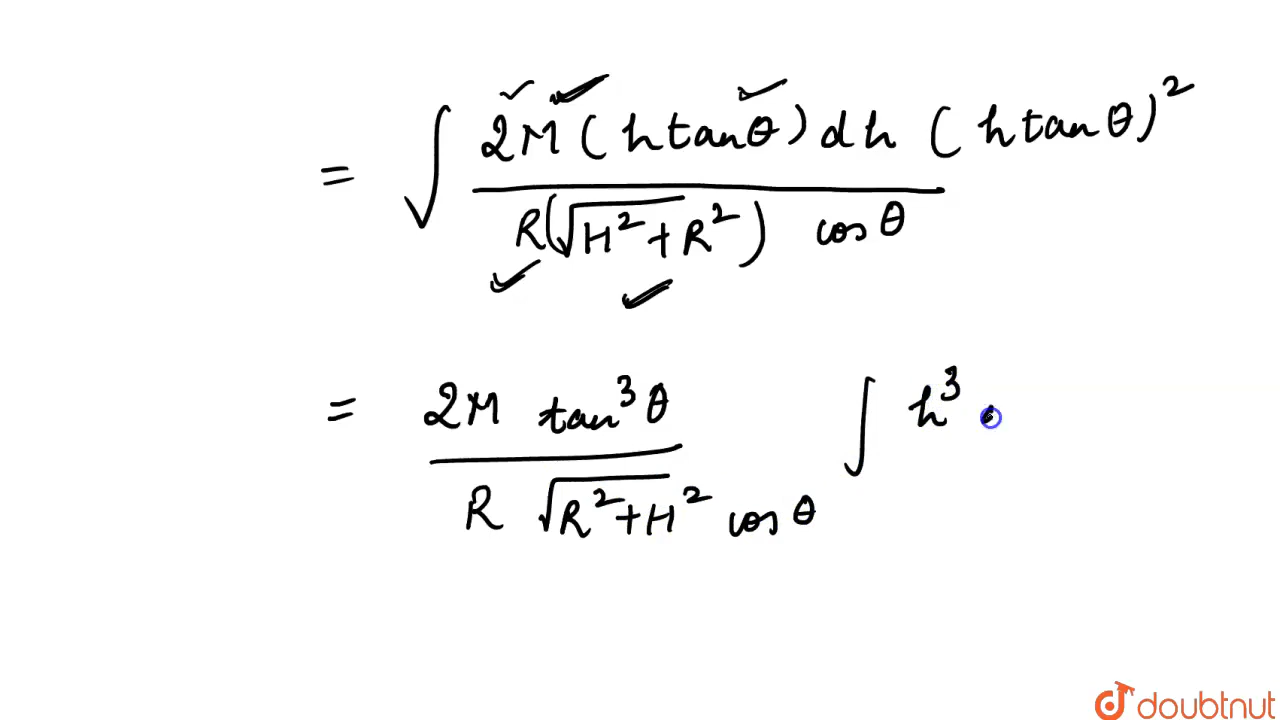 = ∫ 2M (h tanθ) dh (h tanθ)² / R(√H²+R²) cosθ
= 2M tan³θ / R √R²+H² cosθ ∫ h³
doubtnut